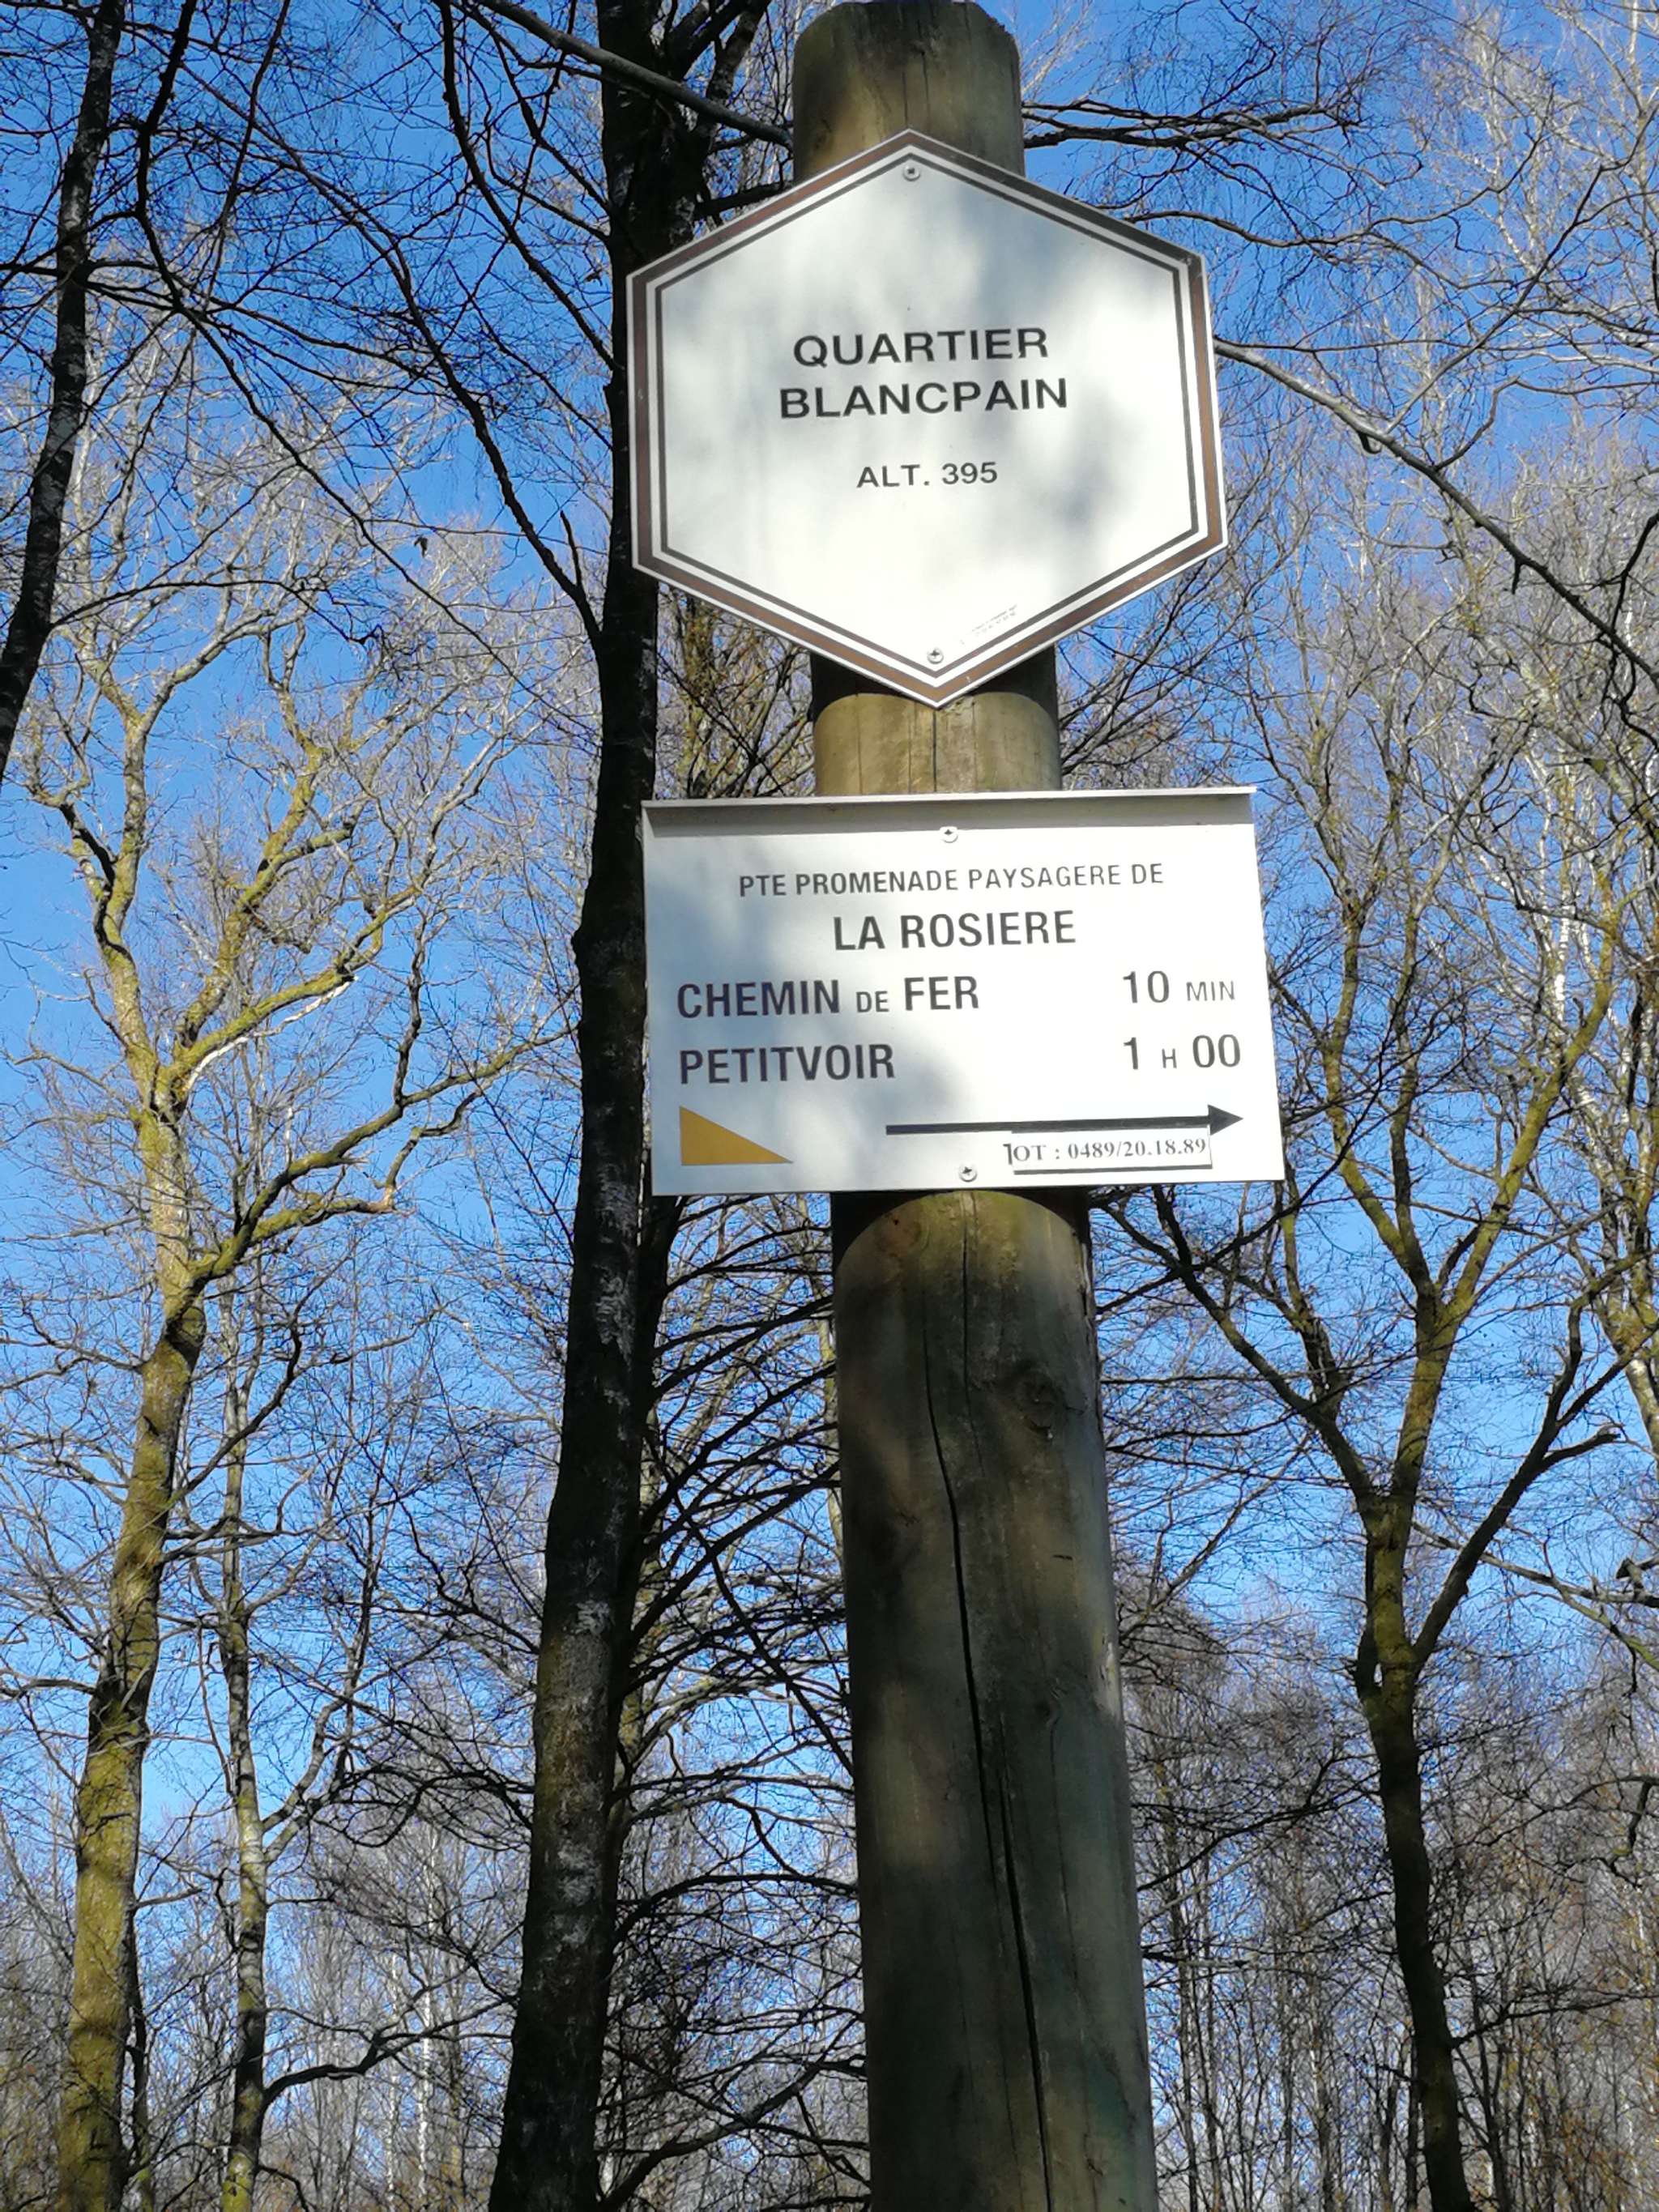 QUARTIER
BLANCPAIN
ALT. 395
PTE PROMENADE PAYSAGERE DE
LA ROSIERE
CHEMIN DE FER 10 MIN
PETITVOIR 1 H 00
TOT : 0489/20.18.89